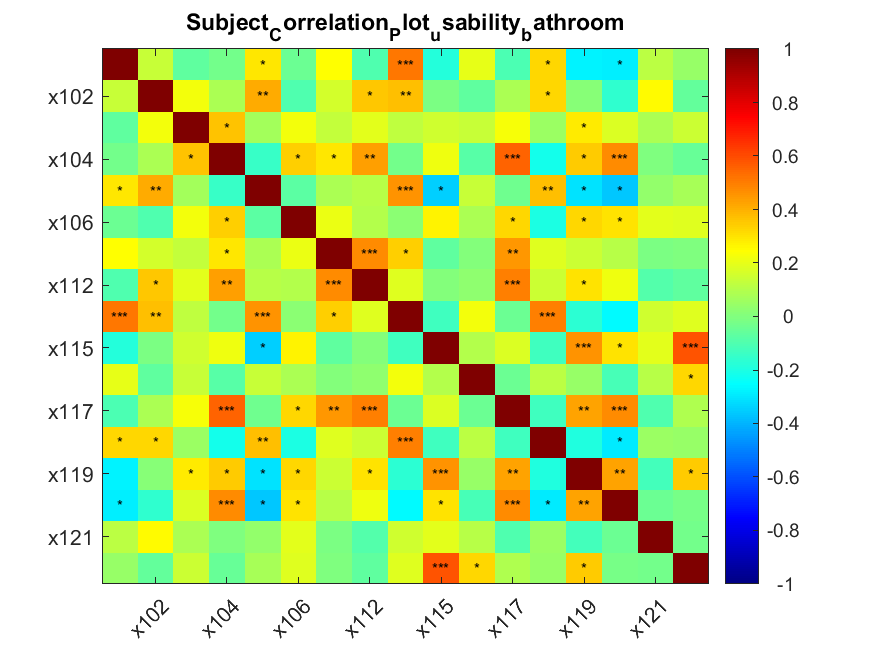 SubjectCorrelationPlotusabilitybathroom
* *** * *
x102 ** * ** *
* *
x104 * * * ** *** * ***
* ** *** * ** * *
x106 * * * *
* *** * **
x112 * ** *** *** *
*** ** *** * ***
x115 * *** * ***
*
x117 *** * ** *** ** ***
* * ** *** *
x119 * * * * * *** ** ** *
* *** * * * *** * **
x121
*** * *
x102 x104 x106 x112 x115 x117 x119 x121
1
0.8
0.6
0.4
0.2
0
-0.2
-0.4
-0.6
-0.8
-1